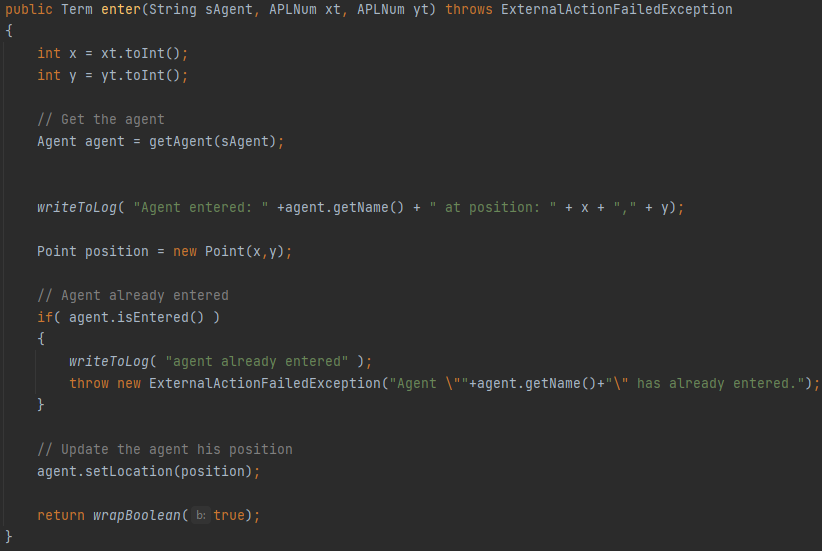 public Term enter(String sAgent, APLNum xt, APLNum yt) throws ExternalActionFailedException
{
    int x = xt.toInt();
    int y = yt.toInt();

    // Get the agent
    Agent agent = getAgent(sAgent);


    writeToLog( "Agent entered: " +agent.getName() + " at position: " + x + "," + y);

    Point position = new Point(x,y);

    // Agent already entered
    if( agent.isEntered() )
    {
        writeToLog( "agent already entered" );
        throw new ExternalActionFailedException("Agent \""+agent.getName()+"\" has already entered.");
    }

    // Update the agent his position
    agent.setLocation(position);

    return wrapBoolean( b: true);
}